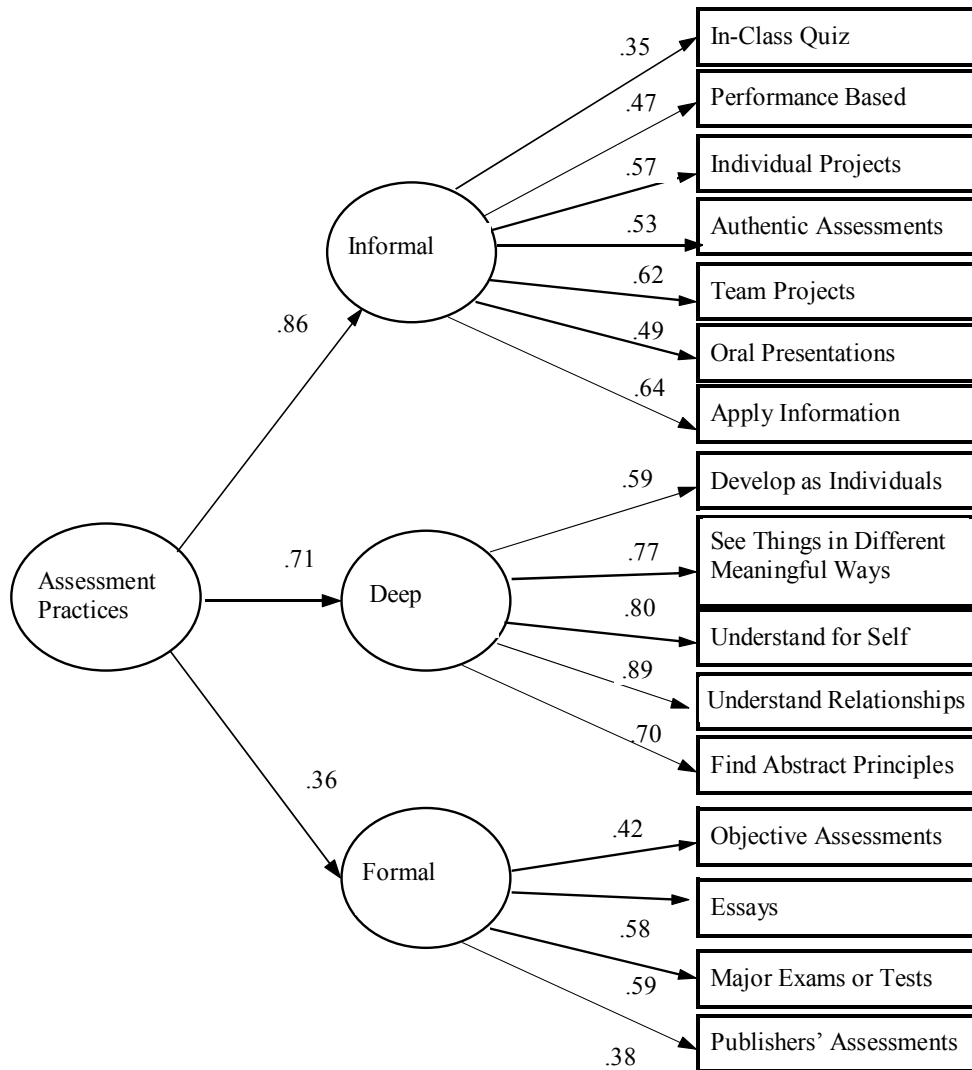 In-Class Quiz
.35
Performance Based
.47
Individual Projects
.57
Authentic Assessments
.53
Informal
Team Projects
.62
Oral Presentations
.49
.86
Apply Information
.64
Develop as Individuals
.59
See Things in Different
Meaningful Ways
.77
.71
Assessment
Practices
Deep
Understand for Self
.80
Understand Relationships
.89
Find Abstract Principles
.70
.36
Objective Assessments
.42
Formal
Essays
.58
Major Exams or Tests
.59
Publishers’ Assessments
.38